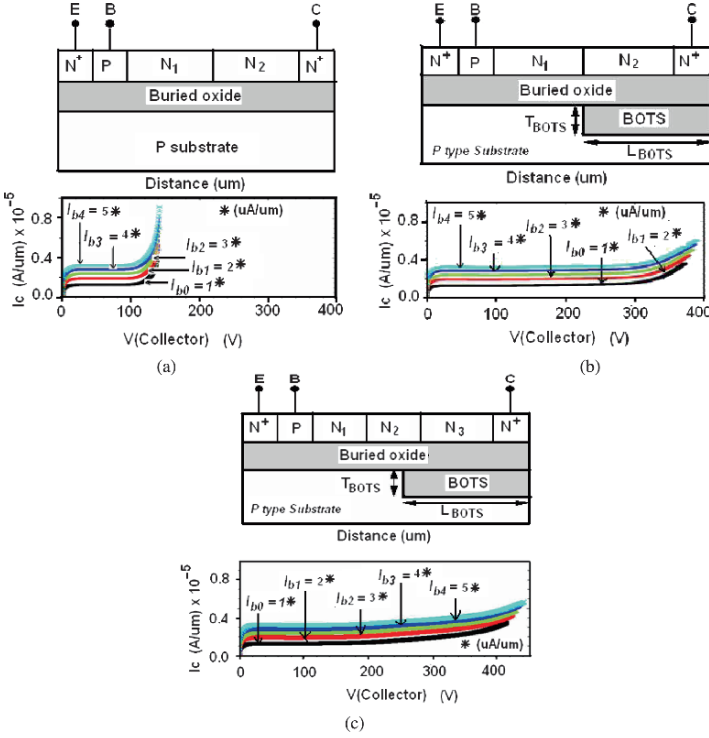 E B C
N+ P N1 N2 N+
Buried oxide
P substrate
Distance (um)
Ic (A/um) x 10^-5
0.8
0.4
0.0
Ib4 = 5* * (uA/um)
Ib3 = 4*
Ib2 = 3*
Ib1 = 2*
Ib0 = 1*
0 100 200 300 400
V(Collector) (V)
(a)
E B C
N+ P N1 N2 N+
Buried oxide
TBOTS BOTS
P type Substrate LBOTS
Distance (um)
Ic (A/um) x 10^-5
0.8
0.4
0.0
* (uA/um)
Ib4 = 5* Ib2 = 3* Ib1 = 2*
Ib3 = 4* Ib0 = 1*
0 100 200 300 400
V(Collector) (V)
(b)
E B C
N+ P N1 N2 N3 N+
Buried oxide
TBOTS BOTS
P type Substrate LBOTS
Distance (um)
Ic (A/um) x 10^-5
0.8
0.4
0.0
Ib3 = 4*
Ib1 = 2* Ib4 = 5*
Ib0 = 1* Ib2 = 3*
* (uA/um)
0 100 200 300 400
V(Collector) (V)
(c)